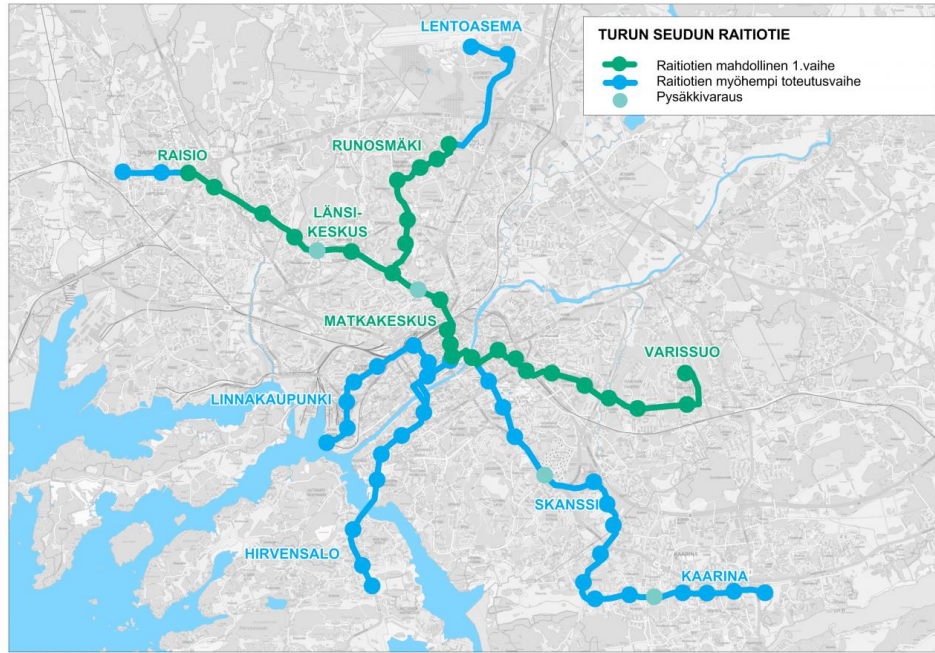 LENTOASEMA
TURUN SEUDUN RAITIOTIE
Raitiotien mahdollinen 1.vaihe
Raitiotien myöhempi toteutusvaihe
Pysäkkivaraus
RUNOSMÄKI
RAISIO
LÄNSI-
KESKUS
MATKAKESKUS
VARISSUO
LINNAKAUPUNKI
SKANSSI
HIRVENSALO
KAARINA